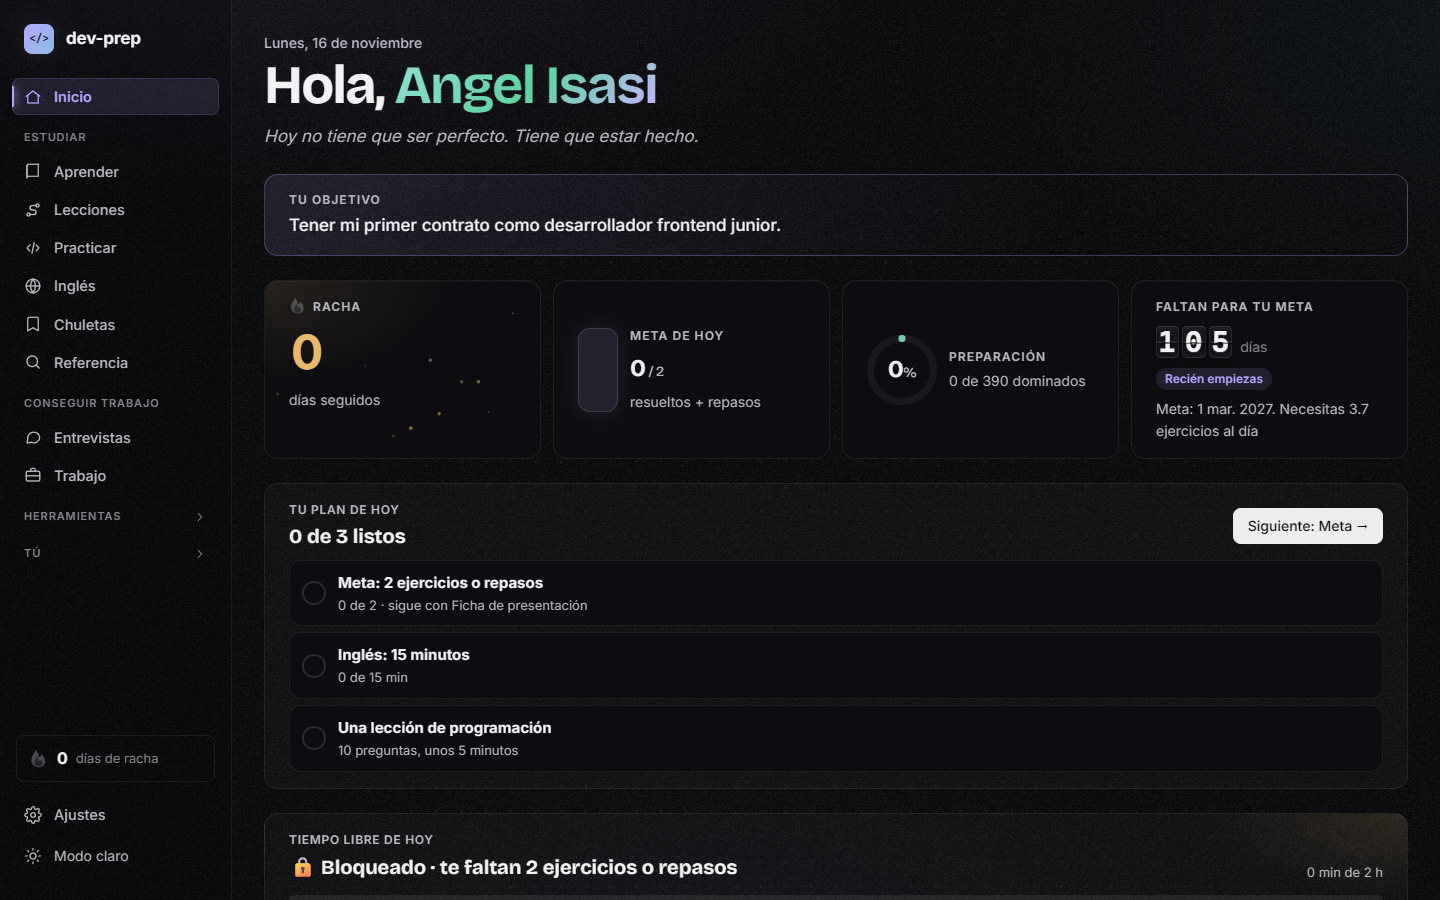 </> dev-prep
Inicio
ESTUDIAR
Aprender
Lecciones
Practicar
Inglés
Chuletas
Referencia
CONSEGUIR TRABAJO
Entrevistas
Trabajo
HERRAMIENTAS
TÚ
0 días de racha
Ajustes
Modo claro
Lunes, 16 de noviembre
Hola, Angel Isasi
Hoy no tiene que ser perfecto. Tiene que estar hecho.
TU OBJETIVO
Tener mi primer contrato como desarrollador frontend junior.
RACHA
0
días seguidos
META DE HOY
0 / 2
resueltos + repasos
0%
PREPARACIÓN
0 de 390 dominados
FALTAN PARA TU META
105 días
Recién empiezas
Meta: 1 mar. 2027. Necesitas 3.7
ejercicios al día
TU PLAN DE HOY
0 de 3 listos
Siguiente: Meta →
Meta: 2 ejercicios o repasos
0 de 2 · sigue con Ficha de presentación
Inglés: 15 minutos
0 de 15 min
Una lección de programación
10 preguntas, unos 5 minutos
TIEMPO LIBRE DE HOY
Bloqueado · te faltan 2 ejercicios o repasos
0 min de 2 h